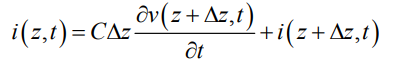 i(z,t) = CΔz ∂v(z+Δz,t)/∂t + i(z+Δz,t)